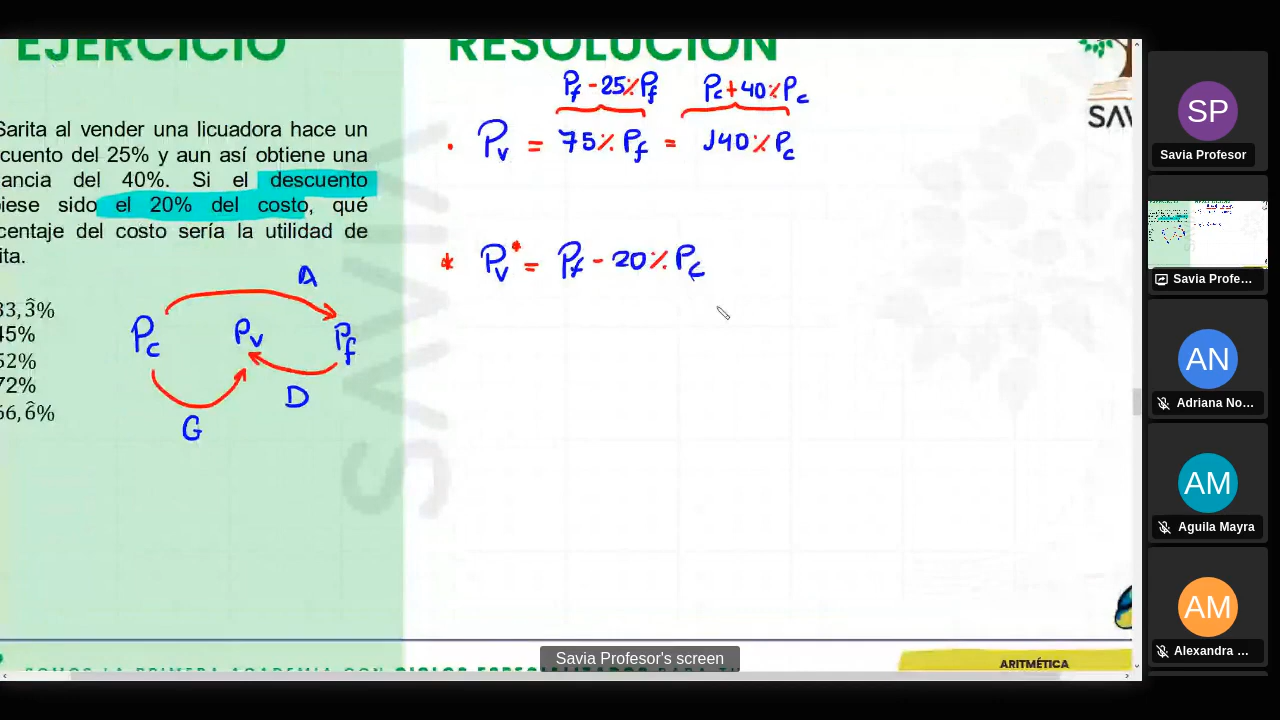 EJERCICIO
RESOLUCIÓN
Sarita al vender una licuadora hace un
cuento del 25% y aun así obtiene una
ancia del 40%. Si el descuento
iese sido el 20% del costo, qué
centaje del costo sería la utilidad de
ita.
33,3̂%
45%
52%
72%
66,6̂%
Pc Pv Pf
A
D
G
Pf - 25% Pf Pc + 40% Pc
Pv = 75% Pf = 140% Pc
* Pv* = Pf - 20% Pc
SAV
SAVIA
ARITMÉTICA
Savia Profesor's screen
SP
Savia Profesor
Savia Profe...
AN
Adriana No...
AM
Aguila Mayra
AM
Alexandra ...